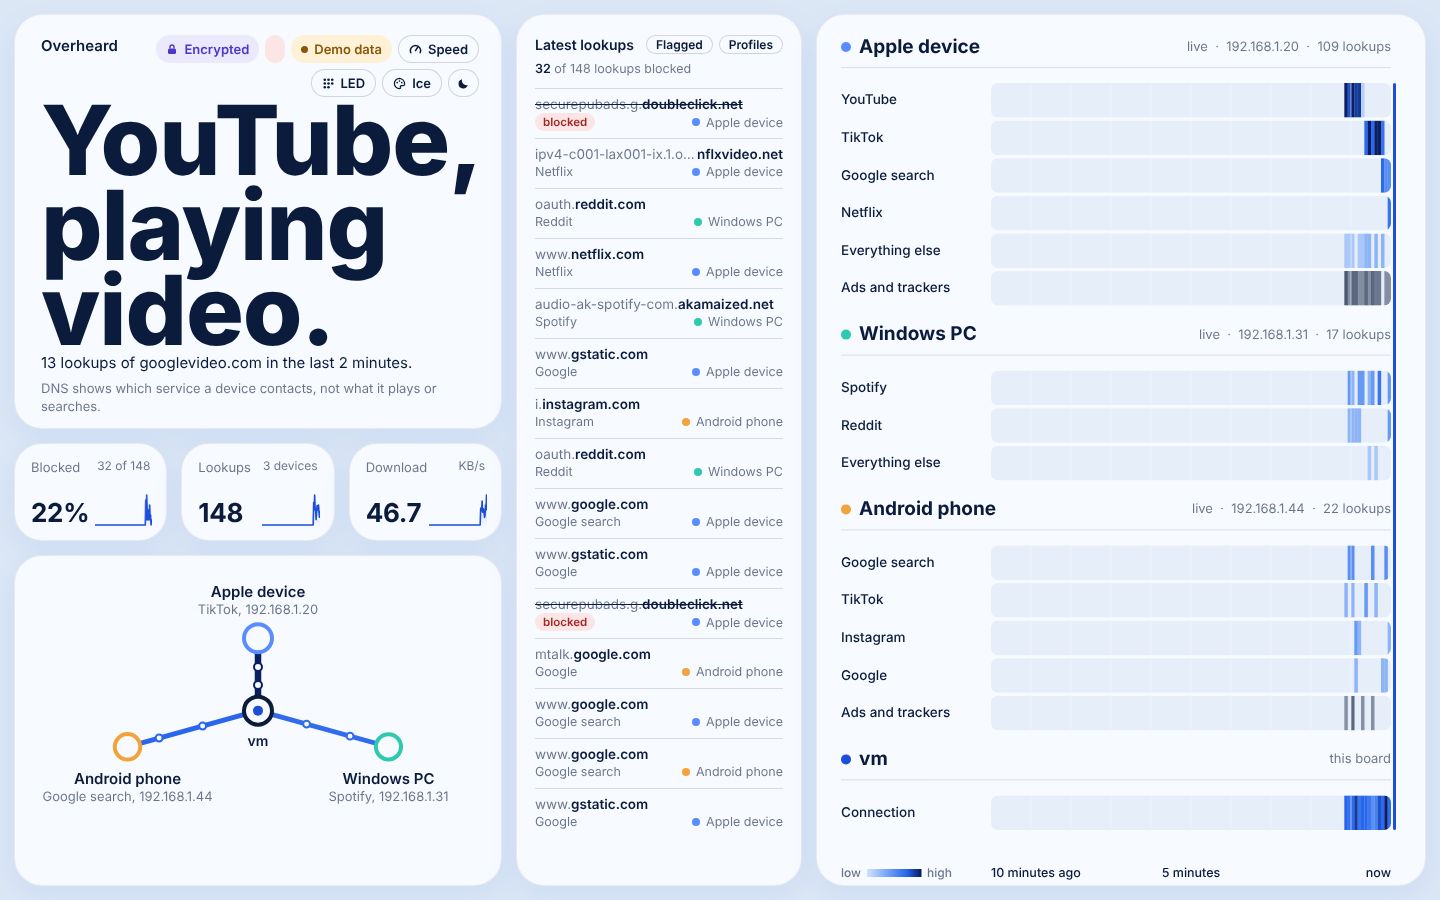 Overheard
Encrypted
Demo data
Speed
LED
Ice
YouTube,
playing
video.
13 lookups of googlevideo.com in the last 2 minutes.
DNS shows which service a device contacts, not what it plays or
searches.
Blocked 32 of 148
22%
Lookups 3 devices
148
Download KB/s
46.7
Apple device
TikTok, 192.168.1.20
vm
Android phone
Google search, 192.168.1.44
Windows PC
Spotify, 192.168.1.31
Latest lookups Flagged Profiles
32 of 148 lookups blocked
securepubads.g.doubleclick.net
blocked Apple device
ipv4-c001-lax001-ix.1.o... nflxvideo.net
Netflix Apple device
oauth.reddit.com
Reddit Windows PC
www.netflix.com
Netflix Apple device
audio-ak-spotify-com.akamaized.net
Spotify Windows PC
www.gstatic.com
Google Apple device
i.instagram.com
Instagram Android phone
oauth.reddit.com
Reddit Windows PC
www.google.com
Google search Apple device
www.gstatic.com
Google Apple device
securepubads.g.doubleclick.net
blocked Apple device
mtalk.google.com
Google Android phone
www.google.com
Google search Apple device
www.google.com
Google search Android phone
www.gstatic.com
Google Apple device
Apple device live · 192.168.1.20 · 109 lookups
YouTube
TikTok
Google search
Netflix
Everything else
Ads and trackers
Windows PC live · 192.168.1.31 · 17 lookups
Spotify
Reddit
Everything else
Android phone live · 192.168.1.44 · 22 lookups
Google search
TikTok
Instagram
Google
Ads and trackers
vm this board
Connection
low high 10 minutes ago 5 minutes now